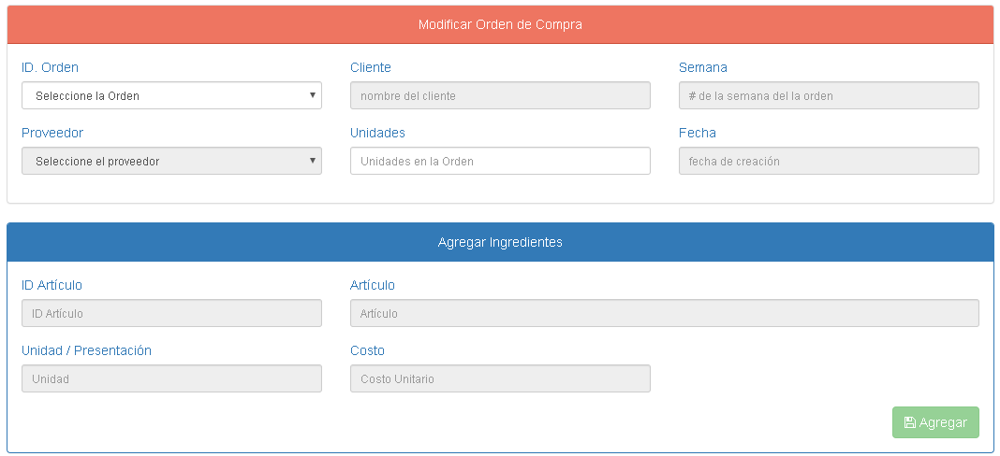 Modificar Orden de Compra
ID. Orden Cliente Semana
Seleccione la Orden nombre del cliente # de la semana del la orden
Proveedor Unidades Fecha
Seleccione el proveedor Unidades en la Orden fecha de creación
Agregar Ingredientes
ID Artículo Artículo
ID Artículo Artículo
Unidad / Presentación Costo
Unidad Costo Unitario
Agregar